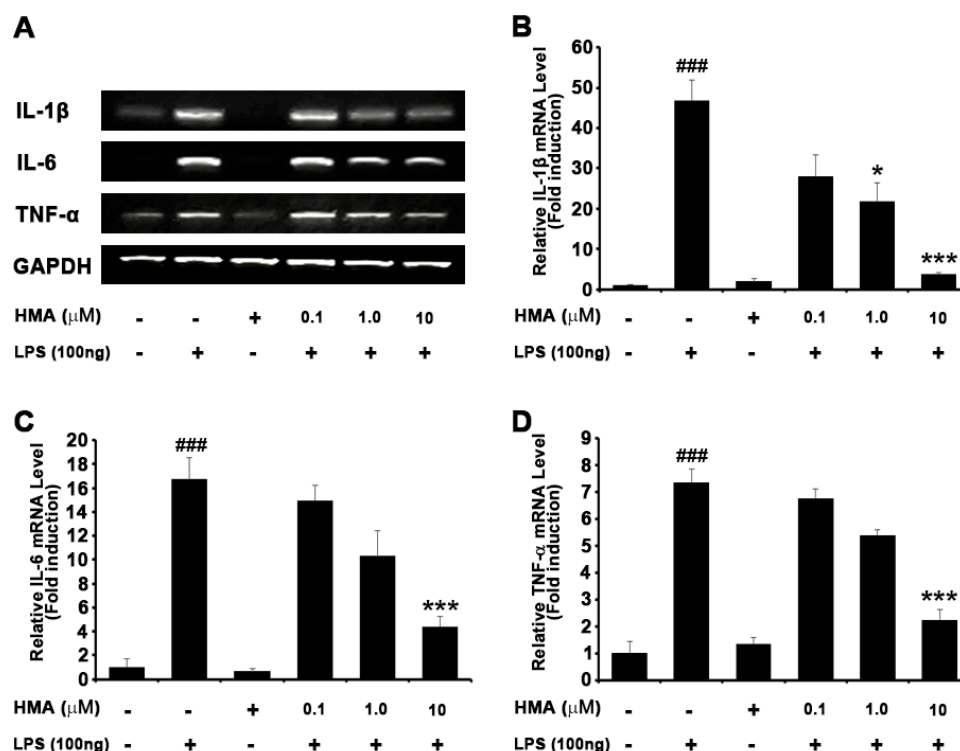 A
IL-1β
IL-6
TNF-α
GAPDH
HMA (μM) - - + 0.1 1.0 10
LPS (100ng) - + - + + +
B
Relative IL-1β mRNA Level
(Fold induction)
60
50
40
30
20
10
0
###
*
***
HMA (μM) - - + 0.1 1.0 10
LPS (100ng) - + - + + +
C
Relative IL-6 mRNA Level
(Fold induction)
20
18
16
14
12
10
8
6
4
2
0
###
***
HMA (μM) - - + 0.1 1.0 10
LPS (100ng) - + - + + +
D
Relative TNF-α mRNA Level
(Fold induction)
9
8
7
6
5
4
3
2
1
0
###
***
HMA (μM) - - + 0.1 1.0 10
LPS (100ng) - + - + + +